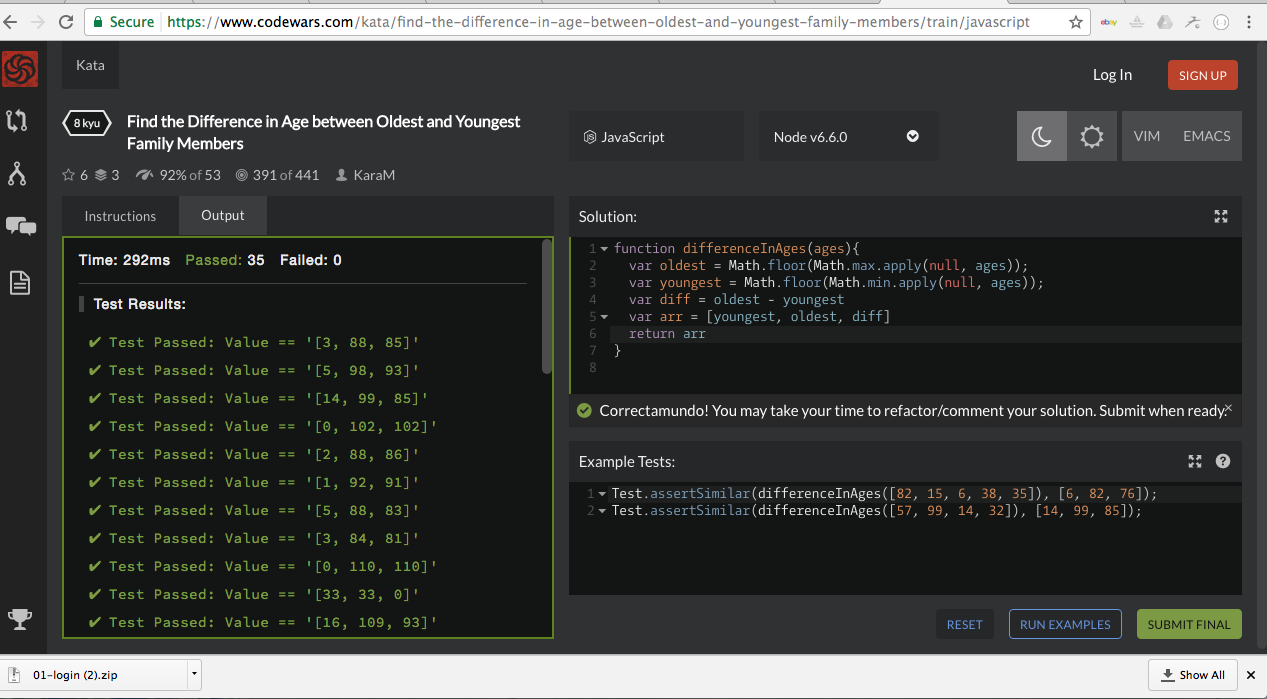 Secure https://www.codewars.com/kata/find-the-difference-in-age-between-oldest-and-youngest-family-members/train/javascript
ebay
Kata
Log In
SIGN UP
8 kyu
Find the Difference in Age between Oldest and Youngest
Family Members
6 3 92% of 53 391 of 441 KaraM
JavaScript
Node v6.6.0
VIM EMACS
Instructions Output
Time: 292ms Passed: 35 Failed: 0
Test Results:
✔ Test Passed: Value == '[3, 88, 85]'
✔ Test Passed: Value == '[5, 98, 93]'
✔ Test Passed: Value == '[14, 99, 85]'
✔ Test Passed: Value == '[0, 102, 102]'
✔ Test Passed: Value == '[2, 88, 86]'
✔ Test Passed: Value == '[1, 92, 91]'
✔ Test Passed: Value == '[5, 88, 83]'
✔ Test Passed: Value == '[3, 84, 81]'
✔ Test Passed: Value == '[0, 110, 110]'
✔ Test Passed: Value == '[33, 33, 0]'
✔ Test Passed: Value == '[16, 109, 93]'
Solution:
1 function differenceInAges(ages){
2 var oldest = Math.floor(Math.max.apply(null, ages));
3 var youngest = Math.floor(Math.min.apply(null, ages));
4 var diff = oldest - youngest
5 var arr = [youngest, oldest, diff]
6 return arr
7 }
8
Correctamundo! You may take your time to refactor/comment your solution. Submit when ready.
Example Tests:
1 Test.assertSimilar(differenceInAges([82, 15, 6, 38, 35]), [6, 82, 76]);
2 Test.assertSimilar(differenceInAges([57, 99, 14, 32]), [14, 99, 85]);
RESET RUN EXAMPLES SUBMIT FINAL
01-login (2).zip
Show All